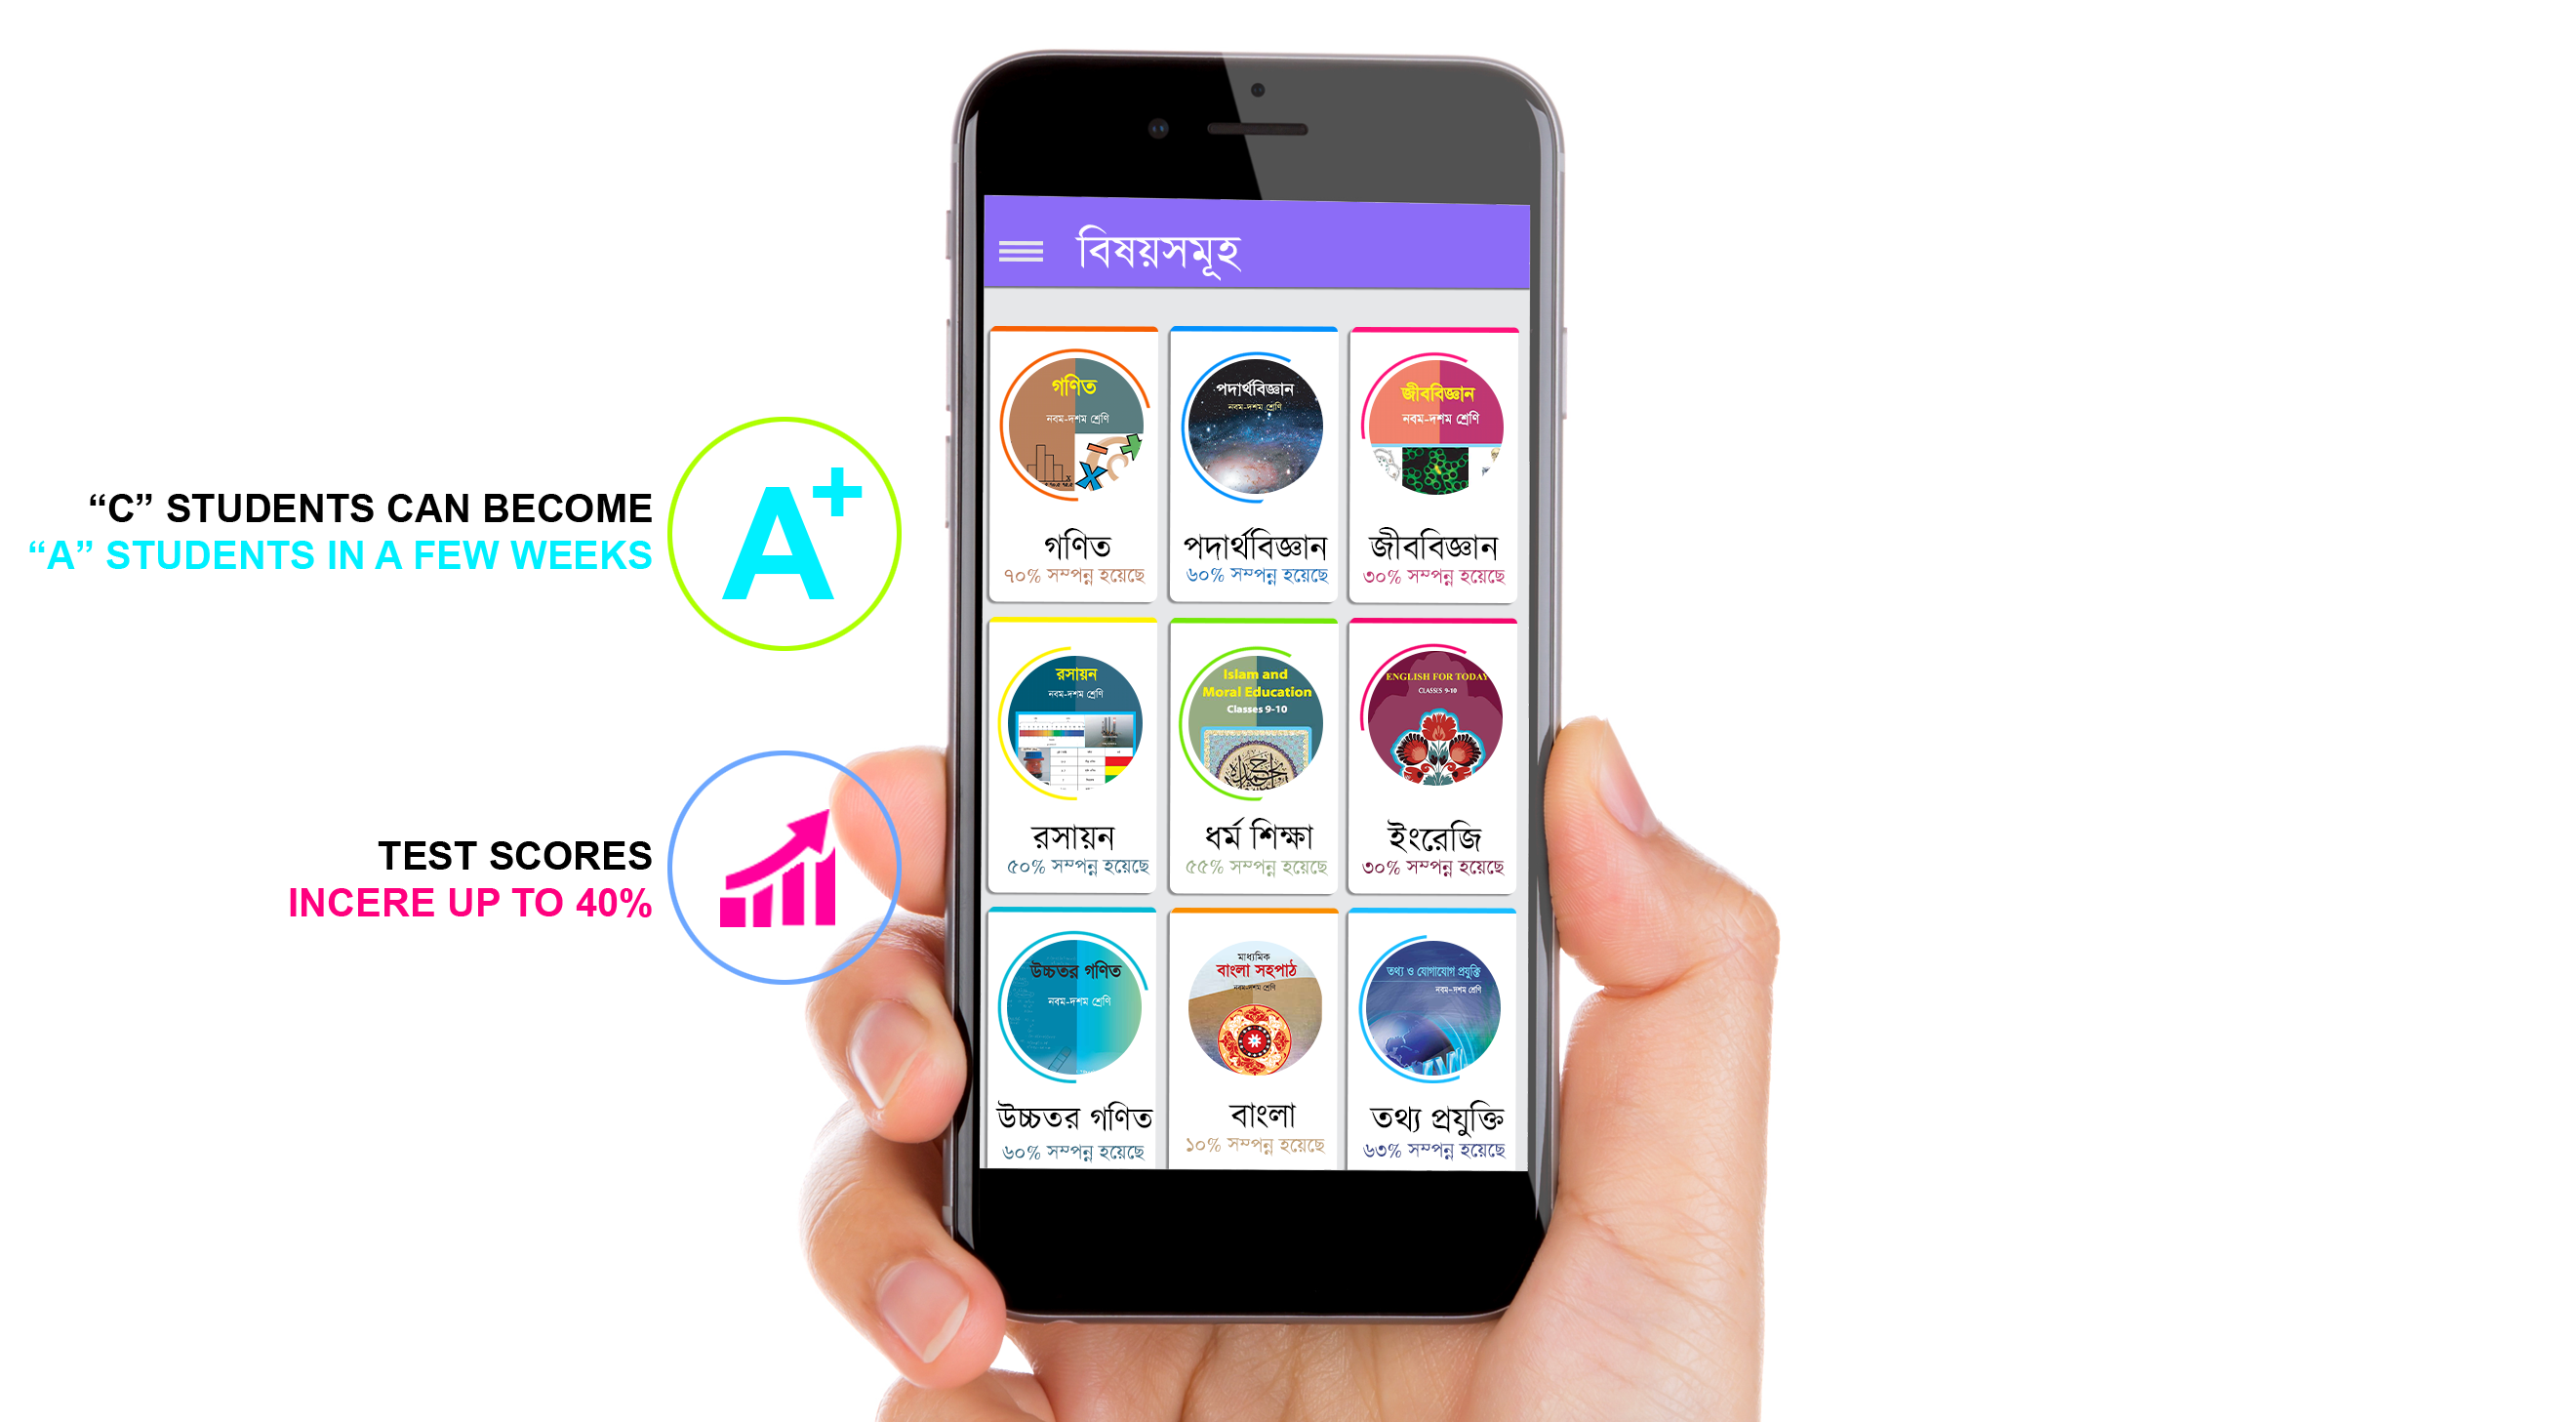 “C” STUDENTS CAN BECOME
“A” STUDENTS IN A FEW WEEKS
A+
TEST SCORES
INCERE UP TO 40%
বিষয়সমূহ
গণিত
নবম-দশম শ্রেণি
গণিত
৭০% সম্পন্ন হয়েছে
পদার্থবিজ্ঞান
নবম-দশম শ্রেণি
পদার্থবিজ্ঞান
৬০% সম্পন্ন হয়েছে
জীববিজ্ঞান
নবম-দশম শ্রেণি
জীববিজ্ঞান
৩০% সম্পন্ন হয়েছে
রসায়ন
নবম-দশম শ্রেণি
রসায়ন
৫০% সম্পন্ন হয়েছে
Islam and
Moral Education
Classes 9-10
ধর্ম শিক্ষা
৫৫% সম্পন্ন হয়েছে
ENGLISH FOR TODAY
CLASSES 9-10
ইংরেজি
৩০% সম্পন্ন হয়েছে
উচ্চতর গণিত
নবম-দশম শ্রেণি
উচ্চতর গণিত
৬০% সম্পন্ন হয়েছে
মাধ্যমিক
বাংলা সহপাঠ
নবম-দশম শ্রেণি
বাংলা
১০% সম্পন্ন হয়েছে
তথ্য ও যোগাযোগ প্রযুক্তি
নবম-দশম শ্রেণি
তথ্য প্রযুক্তি
৬৩% সম্পন্ন হয়েছে